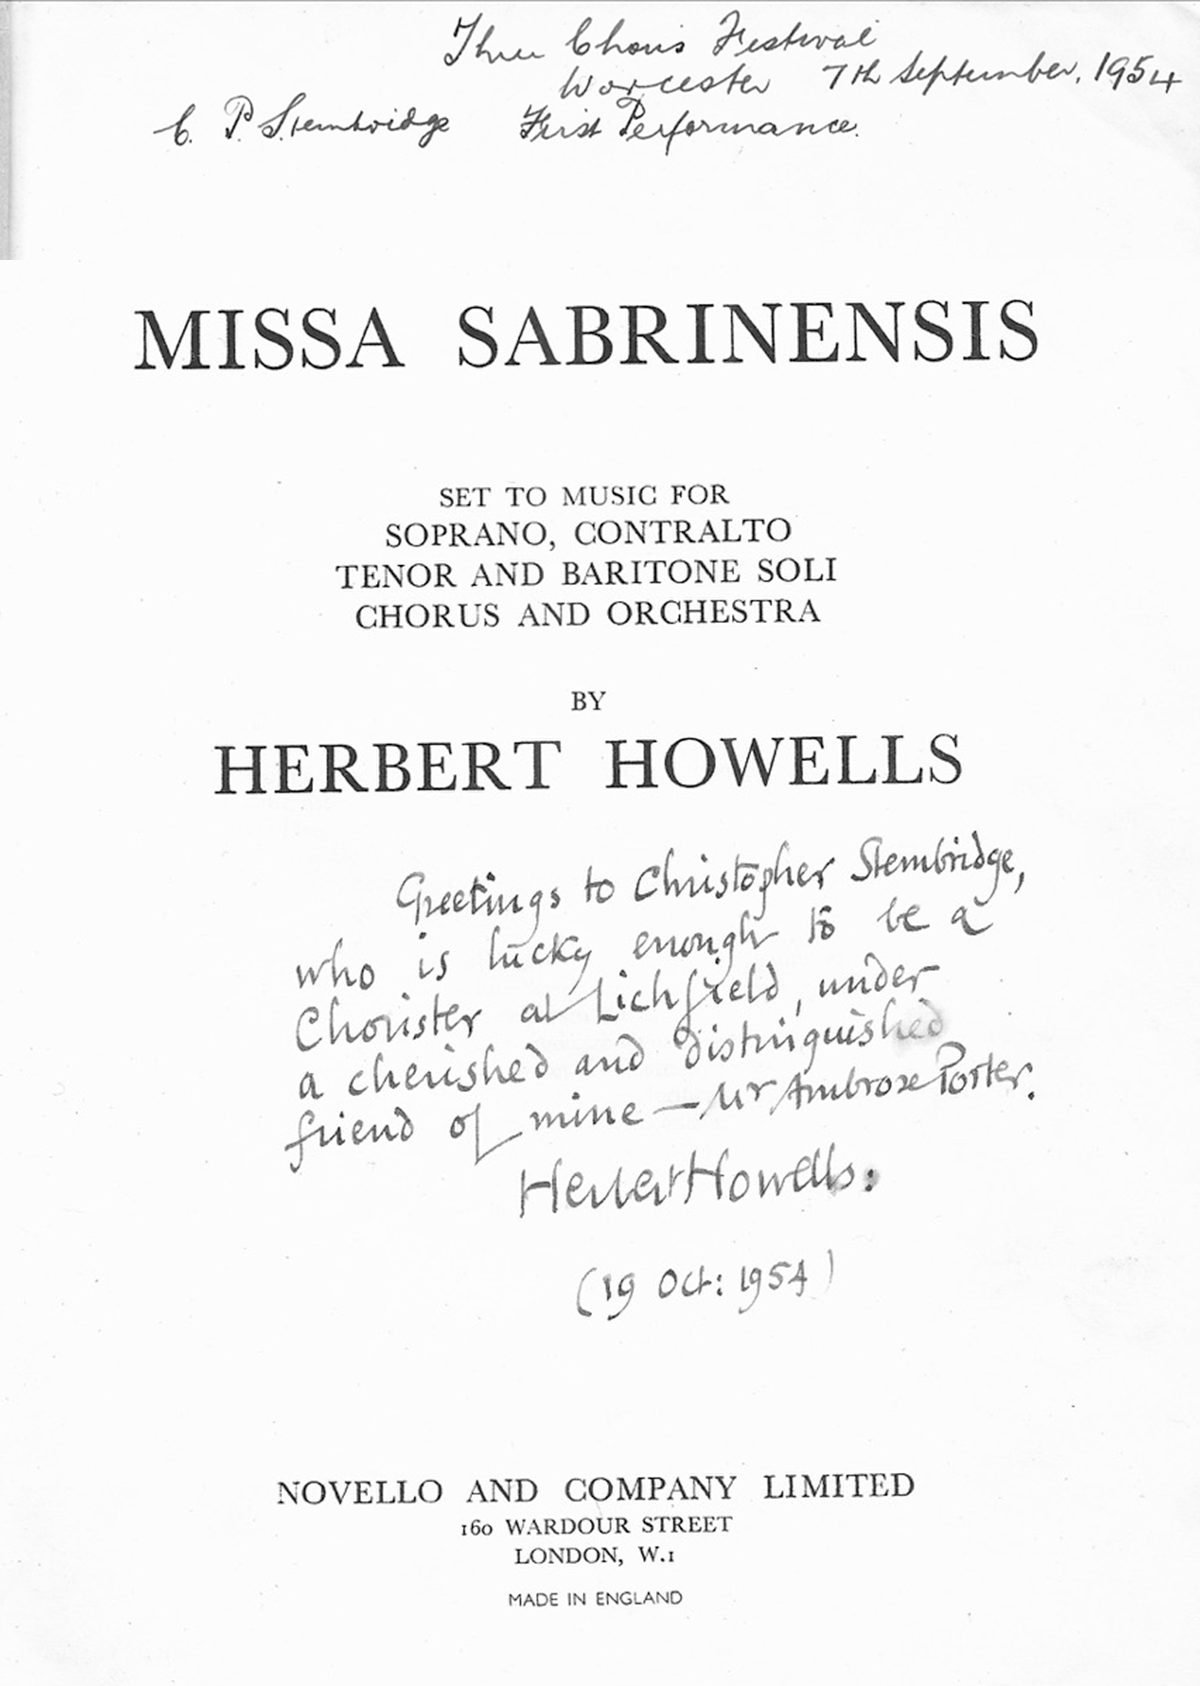 Three Choirs Festival
Worcester 7th September, 1954
C. P. Stembridge First Performance.
MISSA SABRINENSIS
SET TO MUSIC FOR
SOPRANO, CONTRALTO
TENOR AND BARITONE SOLI
CHORUS AND ORCHESTRA
BY
HERBERT HOWELLS
Greetings to Christopher Stembridge,
who is lucky enough to be a
Chorister at Lichfield, under
a cherished and distinguished
friend of mine — Mr Ambrose Porter.
Herbert Howells:
(19 Oct: 1954)
NOVELLO AND COMPANY LIMITED
160 WARDOUR STREET
LONDON, W.1
MADE IN ENGLAND